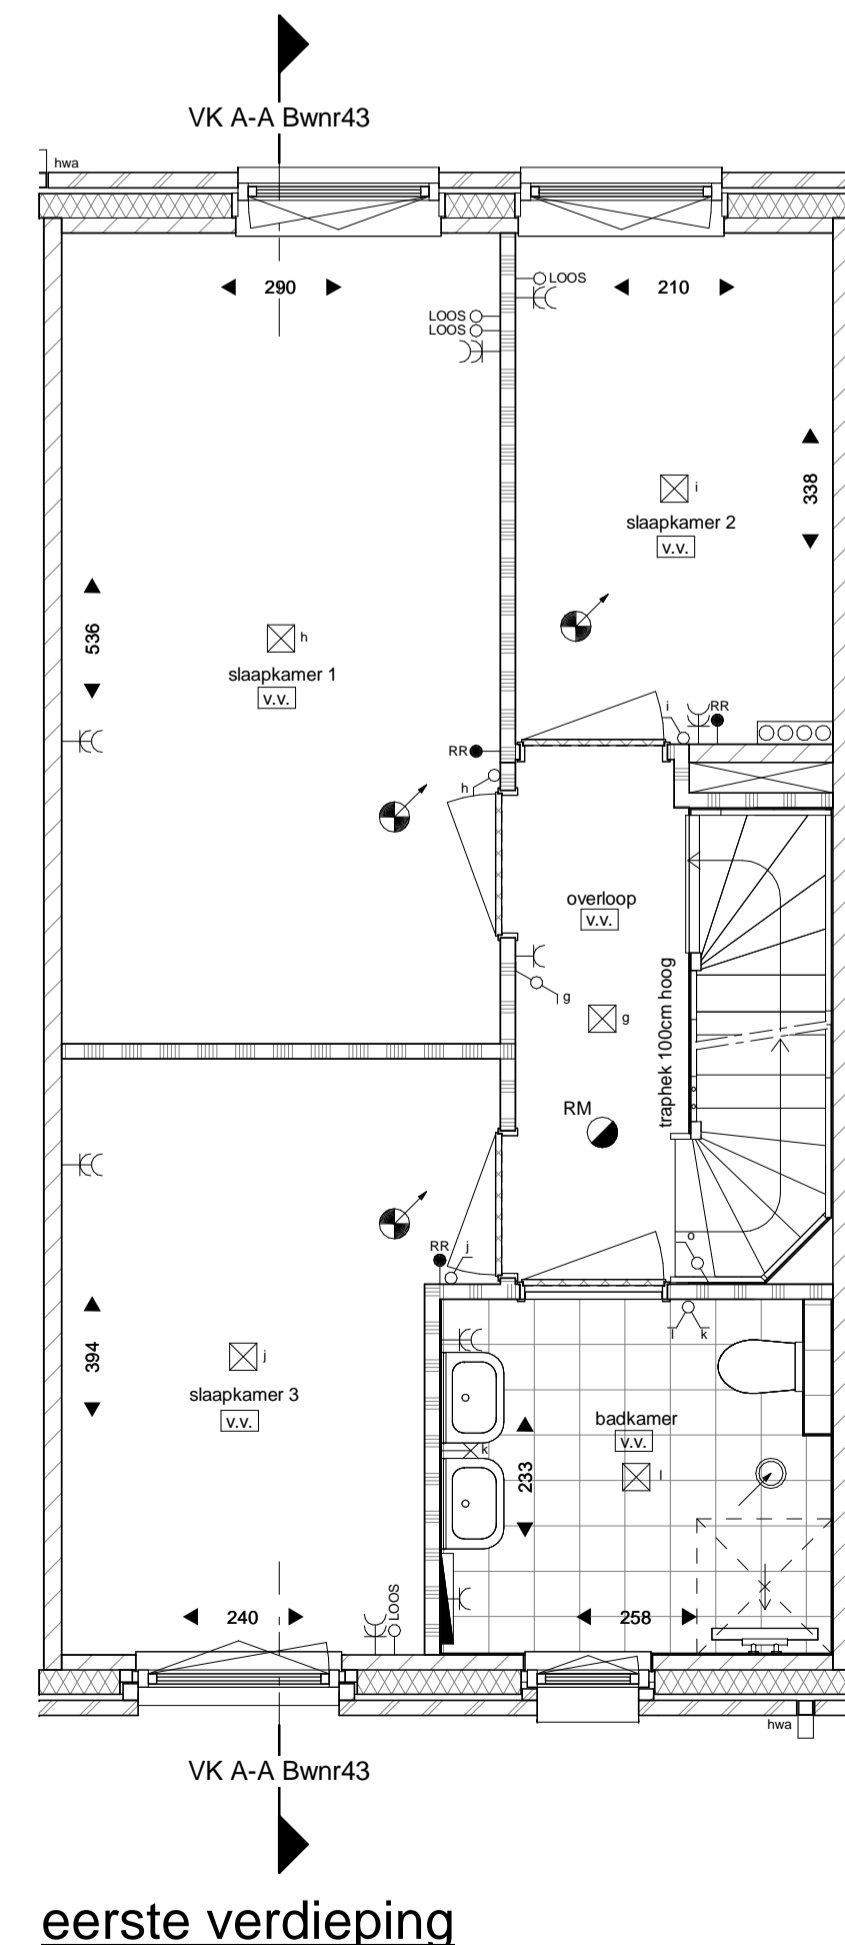 VK A-A Bwnr43
hwa
290
210
LOOS
LOOS
LOOS
338
i
slaapkamer 2
v.v.
536
h
slaapkamer 1
v.v.
i
RR
RR
h
overloop
v.v.
g
g
traphek 100cm hoog
RM
RR
j
o
l
k
394
j
slaapkamer 3
v.v.
badkamer
v.v.
k
233
l
240
LOOS
258
hwa
VK A-A Bwnr43
eerste verdieping